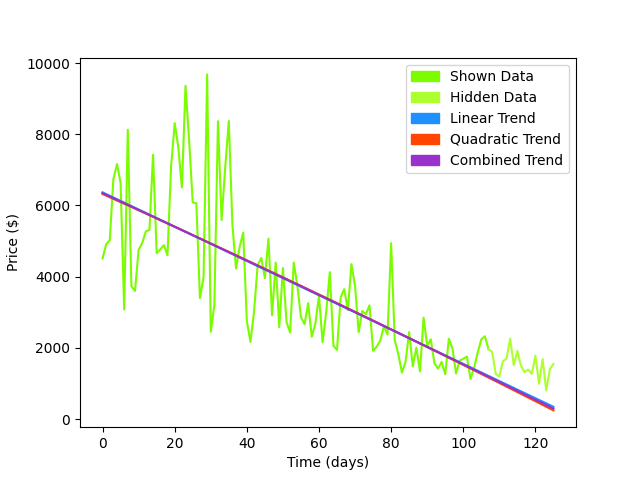 10000
8000
6000
4000
2000
0
0
20
40
60
80
100
120
Price ($)
Time (days)
Shown Data
Hidden Data
Linear Trend
Quadratic Trend
Combined Trend